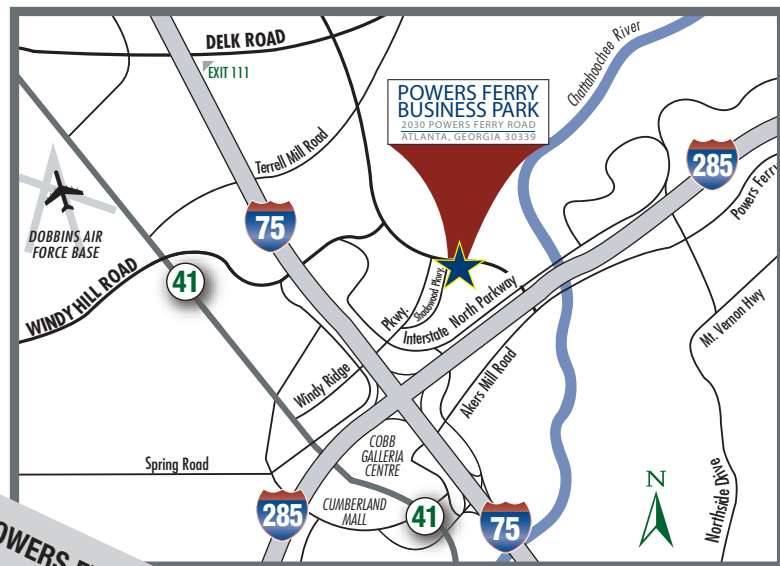 DELK ROAD
EXIT 111
Chattahoochee River
POWERS FERRY
BUSINESS PARK
2030 POWERS FERRY ROAD
ATLANTA, GEORGIA 30339
Terrell Mill Road
285
Powers Ferry
75
DOBBINS AIR
FORCE BASE
WINDY HILL ROAD
41
Shadowood Pkwy.
Pkwy.
Interstate North Parkway
Mt. Vernon Hwy
Windy Ridge
Akers Mill Road
COBB
GALLERIA
CENTRE
Spring Road
CUMBERLAND
MALL
285
41
75
N
Northside Drive